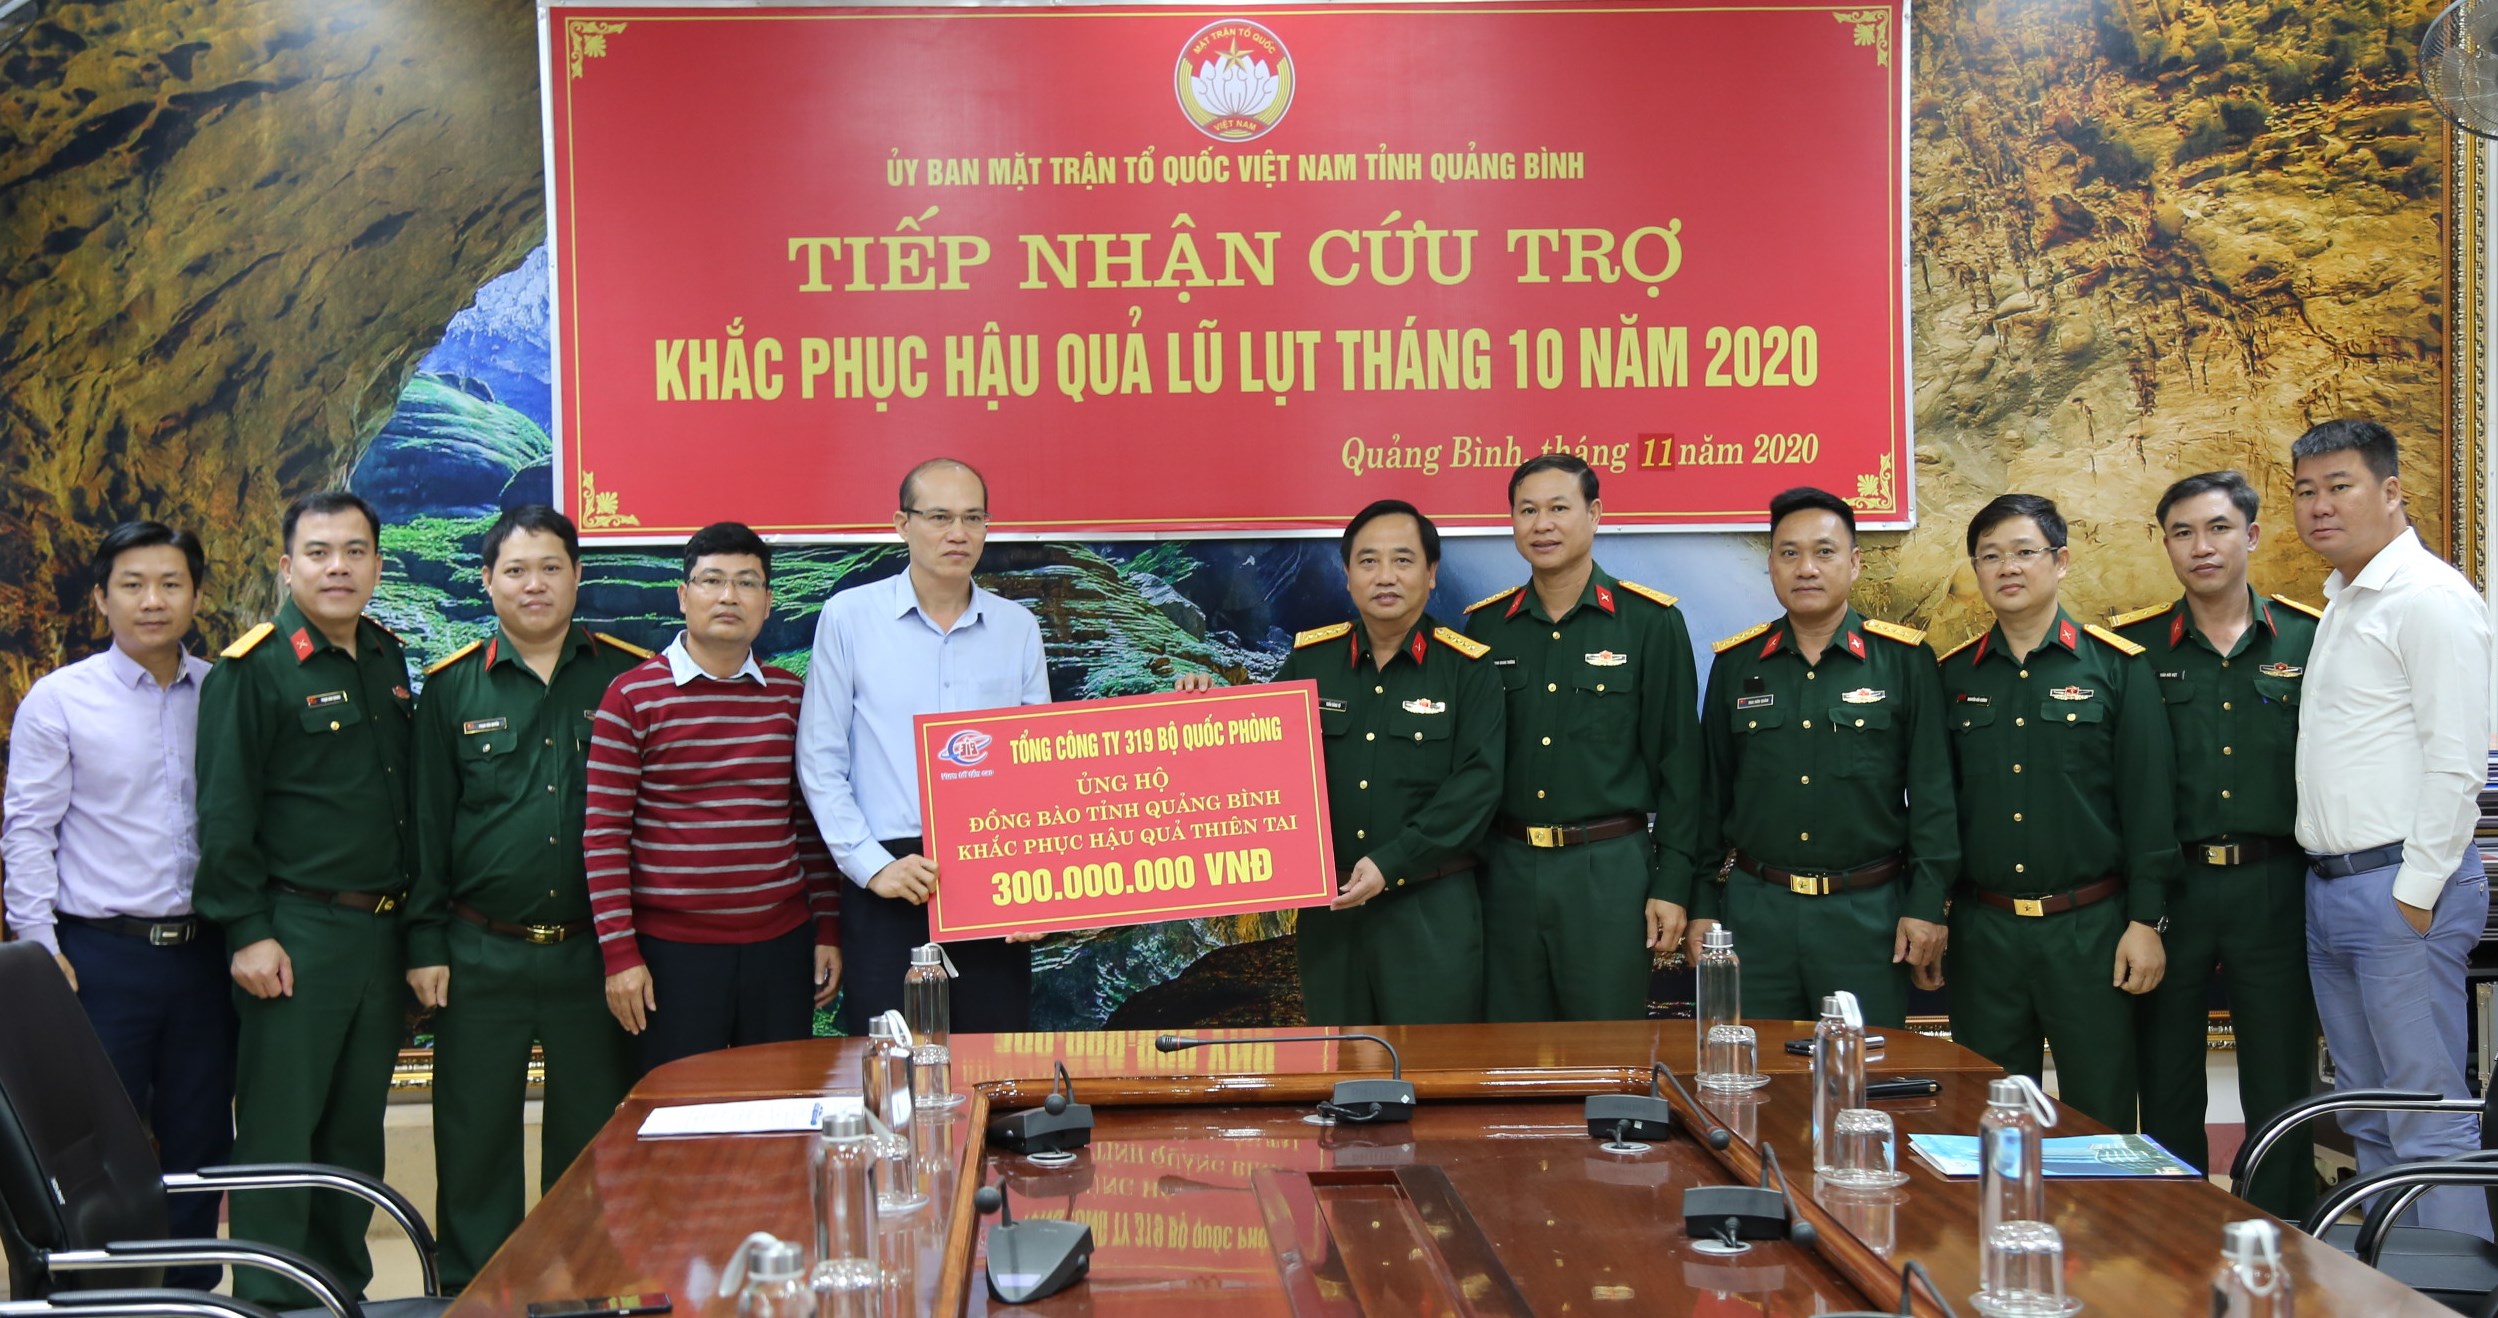 MẶT TRẬN TỔ QUỐC
VIỆT NAM
ỦY BAN MẶT TRẬN TỔ QUỐC VIỆT NAM TỈNH QUẢNG BÌNH
TIẾP NHẬN CỨU TRỢ
KHẮC PHỤC HẬU QUẢ LŨ LỤT THÁNG 10 NĂM 2020
Quảng Bình, tháng 11 năm 2020
319
TỔNG CÔNG TY 319 BỘ QUỐC PHÒNG
ỦNG HỘ
ĐỒNG BÀO TỈNH QUẢNG BÌNH
KHẮC PHỤC HẬU QUẢ THIÊN TAI
300.000.000 VNĐ